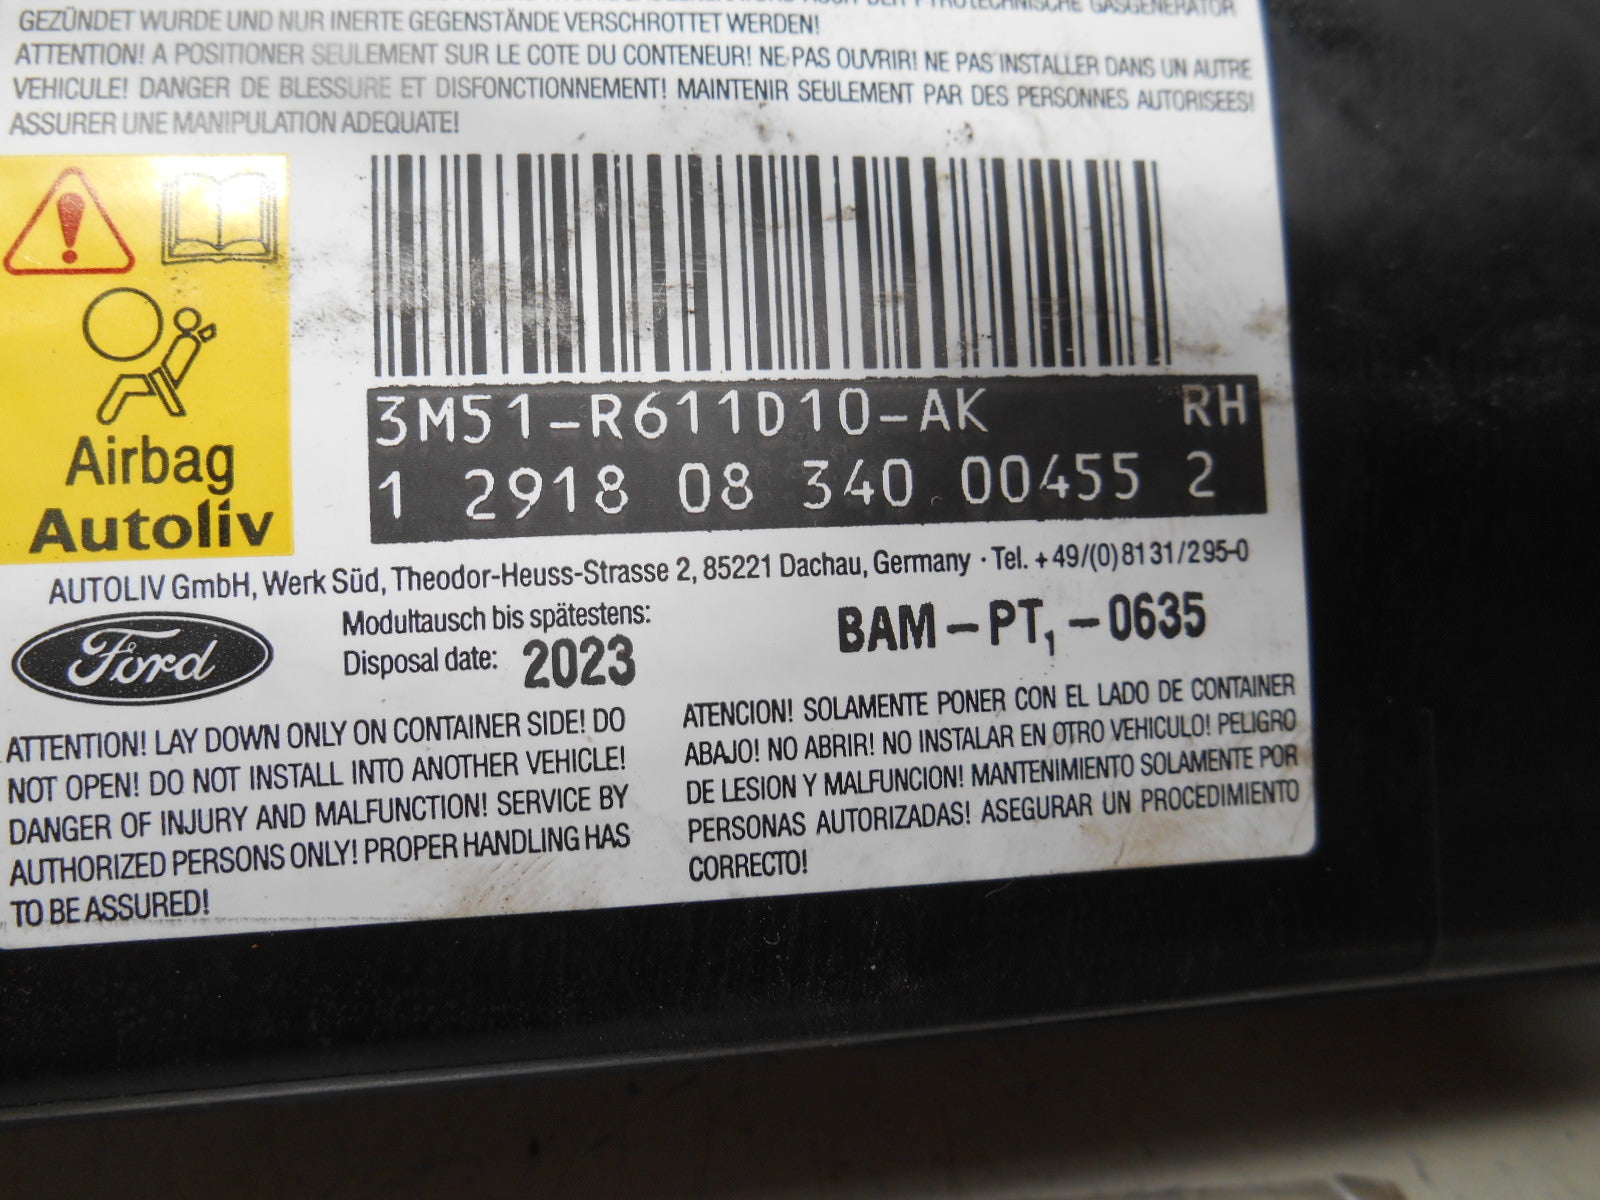 PYROTECHNISCHE GASGENERATOR
GEZÜNDET WURDE UND NUR INERTE GEGENSTÄNDE VERSCHROTTET WERDEN!
ATTENTION! A POSITIONER SEULEMENT SUR LE COTE DU CONTENEUR! NE PAS OUVRIR! NE PAS INSTALLER DANS UN AUTRE
VEHICULE! DANGER DE BLESSURE ET DISFONCTIONNEMENT! MAINTENIR SEULEMENT PAR DES PERSONNES AUTORISEES!
ASSURER UNE MANIPULATION ADEQUATE!
Airbag
Autoliv
3M51-R611D10-AK RH
1 2918 08 340 00455 2
AUTOLIV GmbH, Werk Süd, Theodor-Heuss-Strasse 2, 85221 Dachau, Germany · Tel. +49/(0)8131/295-0
Ford
Modultausch bis spätestens:
Disposal date: 2023
BAM-PT,-0635
ATTENTION! LAY DOWN ONLY ON CONTAINER SIDE! DO
NOT OPEN! DO NOT INSTALL INTO ANOTHER VEHICLE!
DANGER OF INJURY AND MALFUNCTION! SERVICE BY
AUTHORIZED PERSONS ONLY! PROPER HANDLING HAS
TO BE ASSURED!
ATENCION! SOLAMENTE PONER CON EL LADO DE CONTAINER
ABAJO! NO ABRIR! NO INSTALAR EN OTRO VEHICULO! PELIGRO
DE LESION Y MALFUNCION! MANTENIMIENTO SOLAMENTE POR
PERSONAS AUTORIZADAS! ASEGURAR UN PROCEDIMIENTO
CORRECTO!